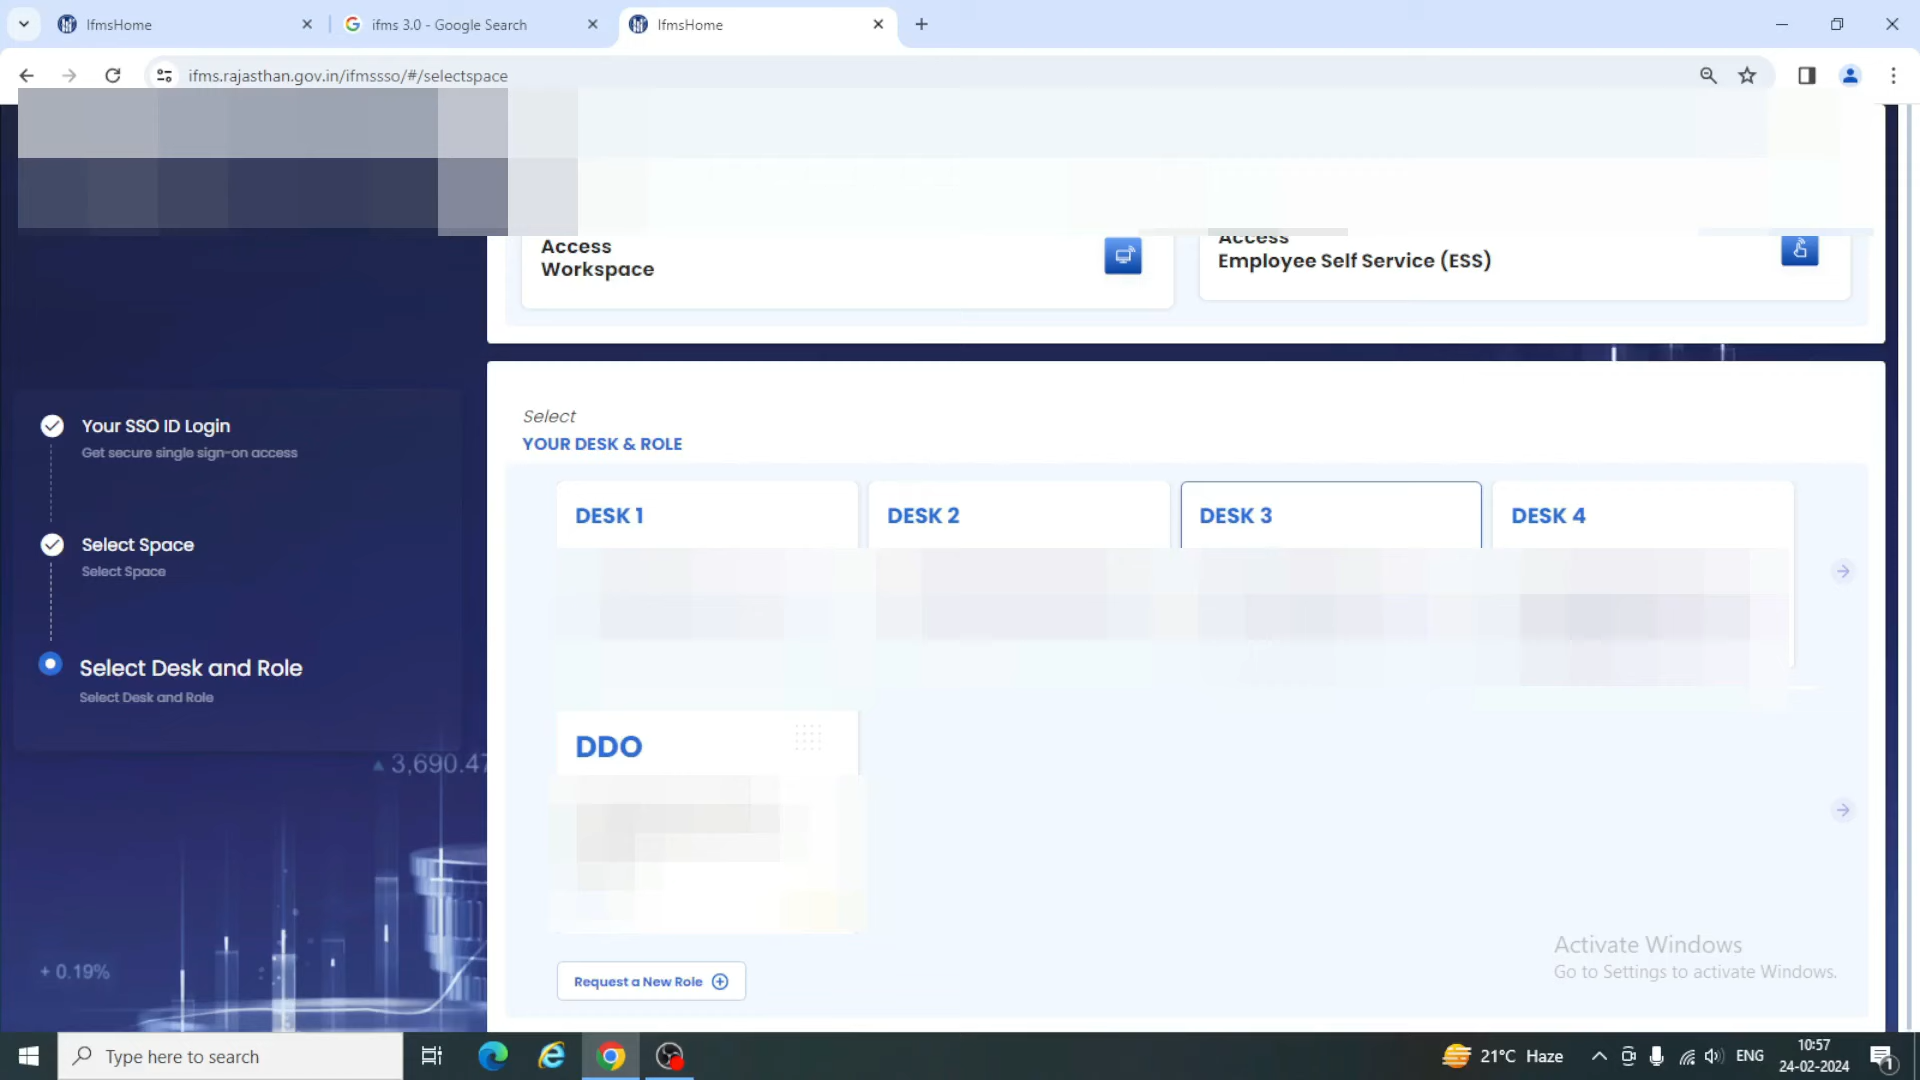 IfmsHome
ifms 3.0 - Google Search
IfmsHome
ifms.rajasthan.gov.in/ifmssso/#/selectspace
Access
Workspace
Access
Employee Self Service (ESS)
Your SSO ID Login
Get secure single sign-on access
Select Space
Select Space
Select Desk and Role
Select Desk and Role
3,690.47
+ 0.19%
Select
YOUR DESK & ROLE
DESK 1
DESK 2
DESK 3
DESK 4
DDO
Request a New Role
Activate Windows
Go to Settings to activate Windows.
Type here to search
21°C Haze
ENG
10:57
24-02-2024
1